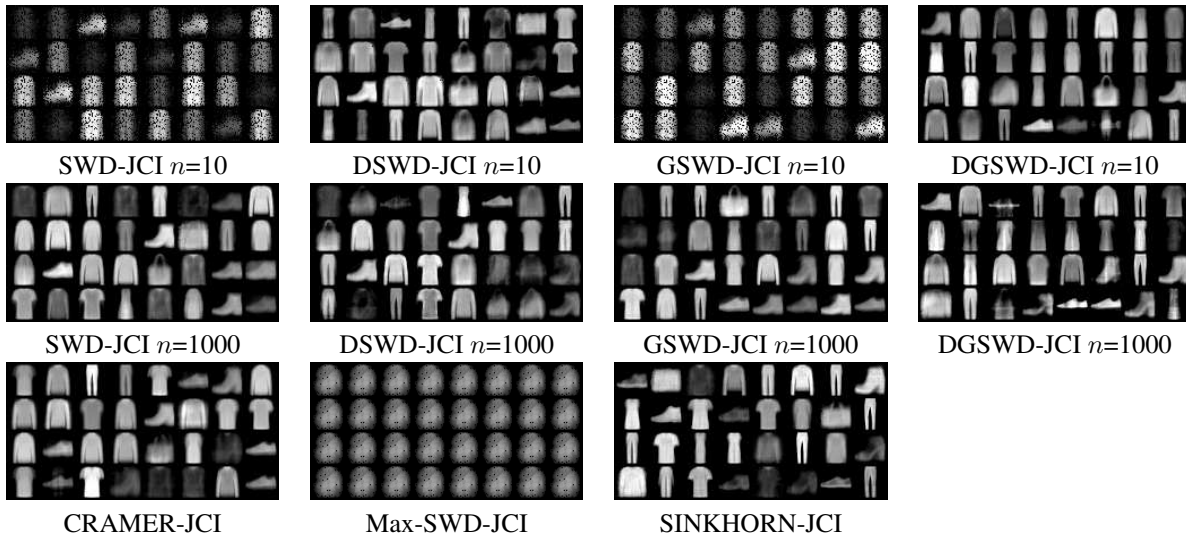 SWD-JCI n=10
DSWD-JCI n=10
GSWD-JCI n=10
DGSWD-JCI n=10
SWD-JCI n=1000
DSWD-JCI n=1000
GSWD-JCI n=1000
DGSWD-JCI n=1000
CRAMER-JCI
Max-SWD-JCI
SINKHORN-JCI